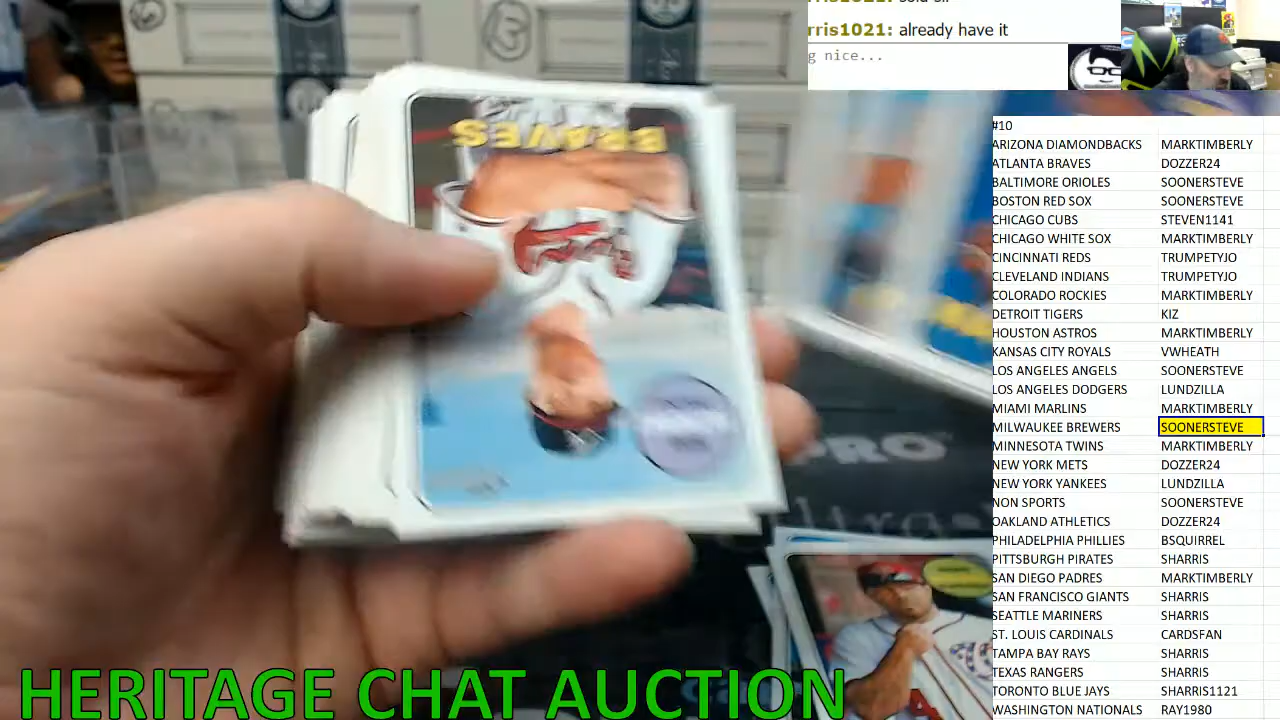 rris1021: already have it
g nice...
6
3
BRAVES
PRO
#10
ARIZONA DIAMONDBACKS MARKTIMBERLY
ATLANTA BRAVES DOZZER24
BALTIMORE ORIOLES SOONERSTEVE
BOSTON RED SOX SOONERSTEVE
CHICAGO CUBS STEVEN1141
CHICAGO WHITE SOX MARKTIMBERLY
CINCINNATI REDS TRUMPETYJO
CLEVELAND INDIANS TRUMPETYJO
COLORADO ROCKIES MARKTIMBERLY
DETROIT TIGERS KIZ
HOUSTON ASTROS MARKTIMBERLY
KANSAS CITY ROYALS VWHEATH
LOS ANGELES ANGELS SOONERSTEVE
LOS ANGELES DODGERS LUNDZILLA
MIAMI MARLINS MARKTIMBERLY
MILWAUKEE BREWERS SOONERSTEVE
MINNESOTA TWINS MARKTIMBERLY
NEW YORK METS DOZZER24
NEW YORK YANKEES LUNDZILLA
NON SPORTS SOONERSTEVE
OAKLAND ATHLETICS DOZZER24
PHILADELPHIA PHILLIES BSQUIRREL
PITTSBURGH PIRATES SHARRIS
SAN DIEGO PADRES MARKTIMBERLY
SAN FRANCISCO GIANTS SHARRIS
SEATTLE MARINERS SHARRIS
ST. LOUIS CARDINALS CARDSFAN
TAMPA BAY RAYS SHARRIS
TEXAS RANGERS SHARRIS
TORONTO BLUE JAYS SHARRIS1121
WASHINGTON NATIONALS RAY1980
HERITAGE CHAT AUCTION